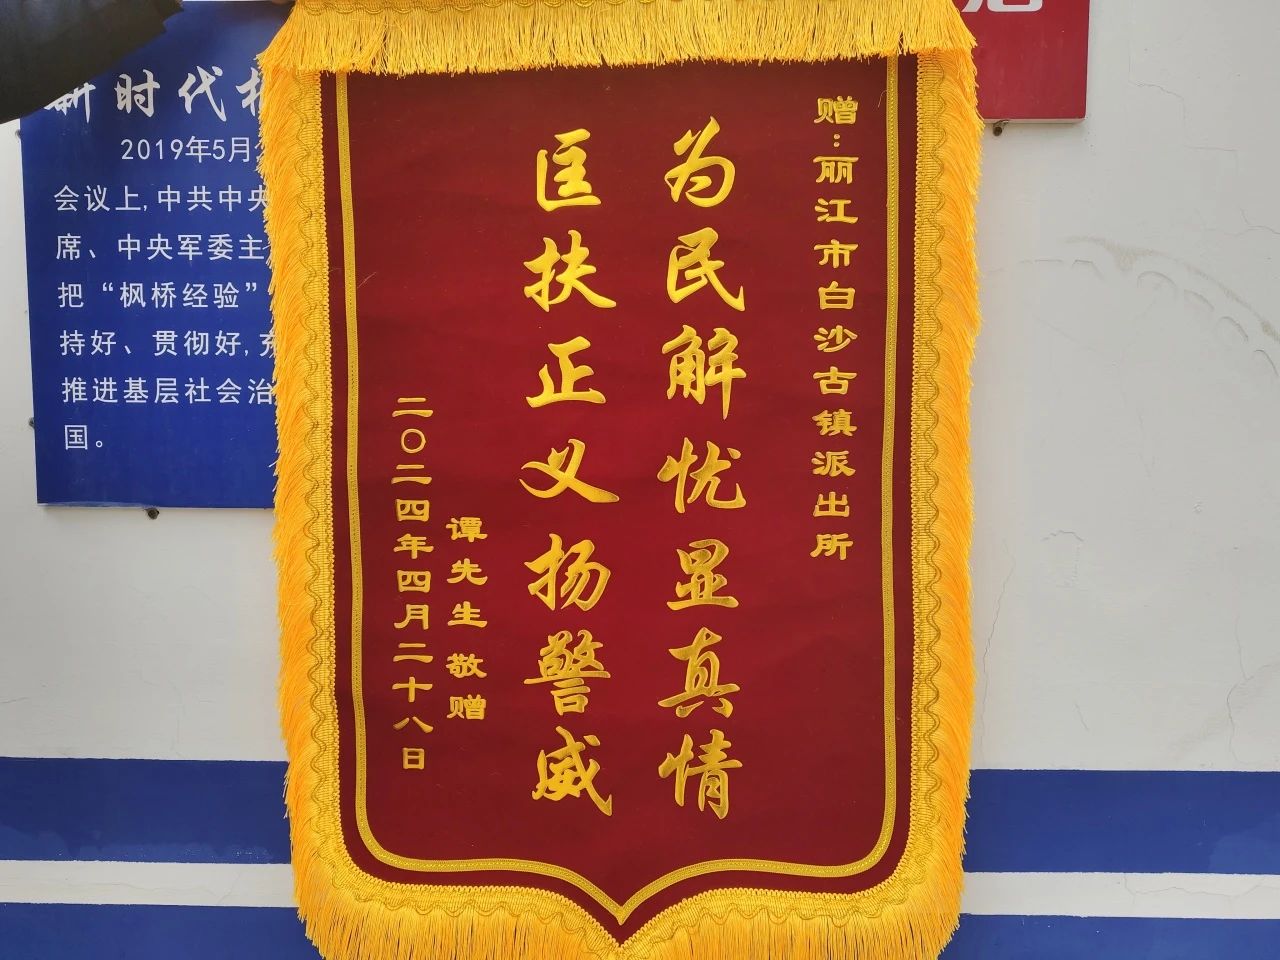 赠:丽江市白沙古镇派出所
为民解忧显真情
匡扶正义扬警威
谭先生 敬赠
二〇二四年四月二十八日
新时代
2019年5月
会议上,中共中央
席、中央军委主
把“枫桥经验”
持好、贯彻好,充
推进基层社会治
国。